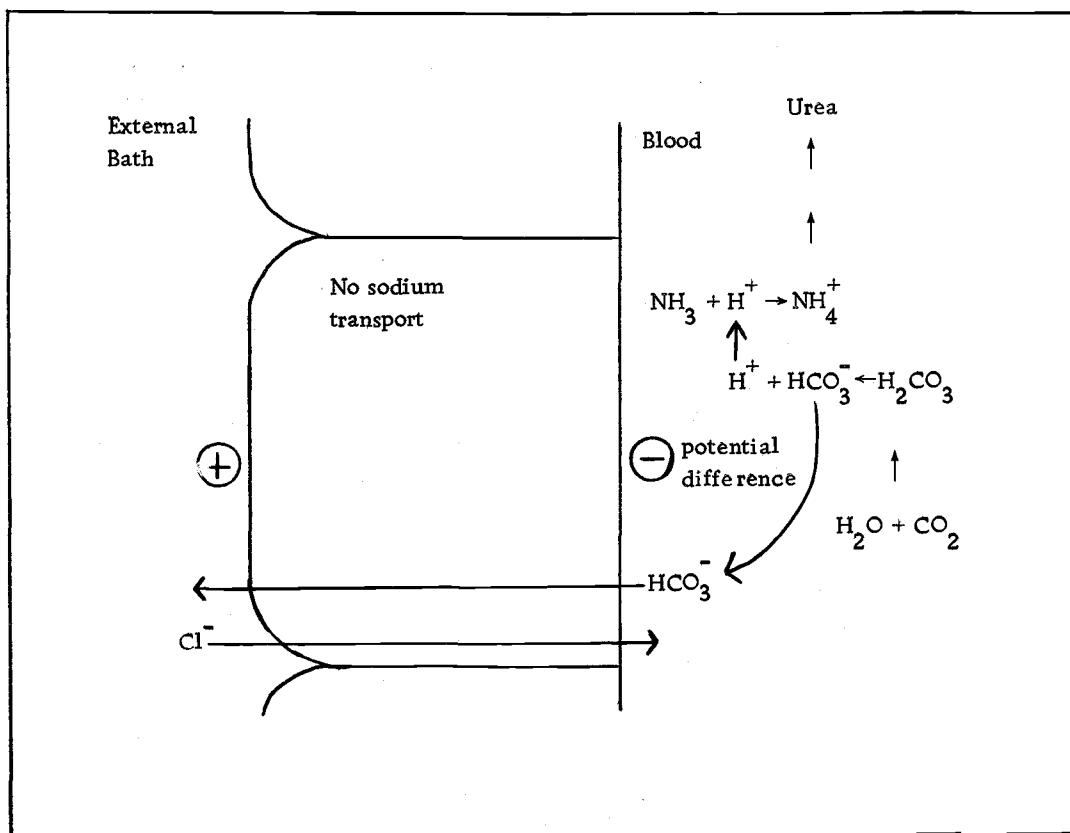 External
Bath
Blood
Urea
↑
↑
No sodium
transport
NH3 + H+ → NH4+
↑
H+ + HCO3- ← H2CO3
+
-
potential
difference
↑
H2O + CO2
HCO3-
Cl-